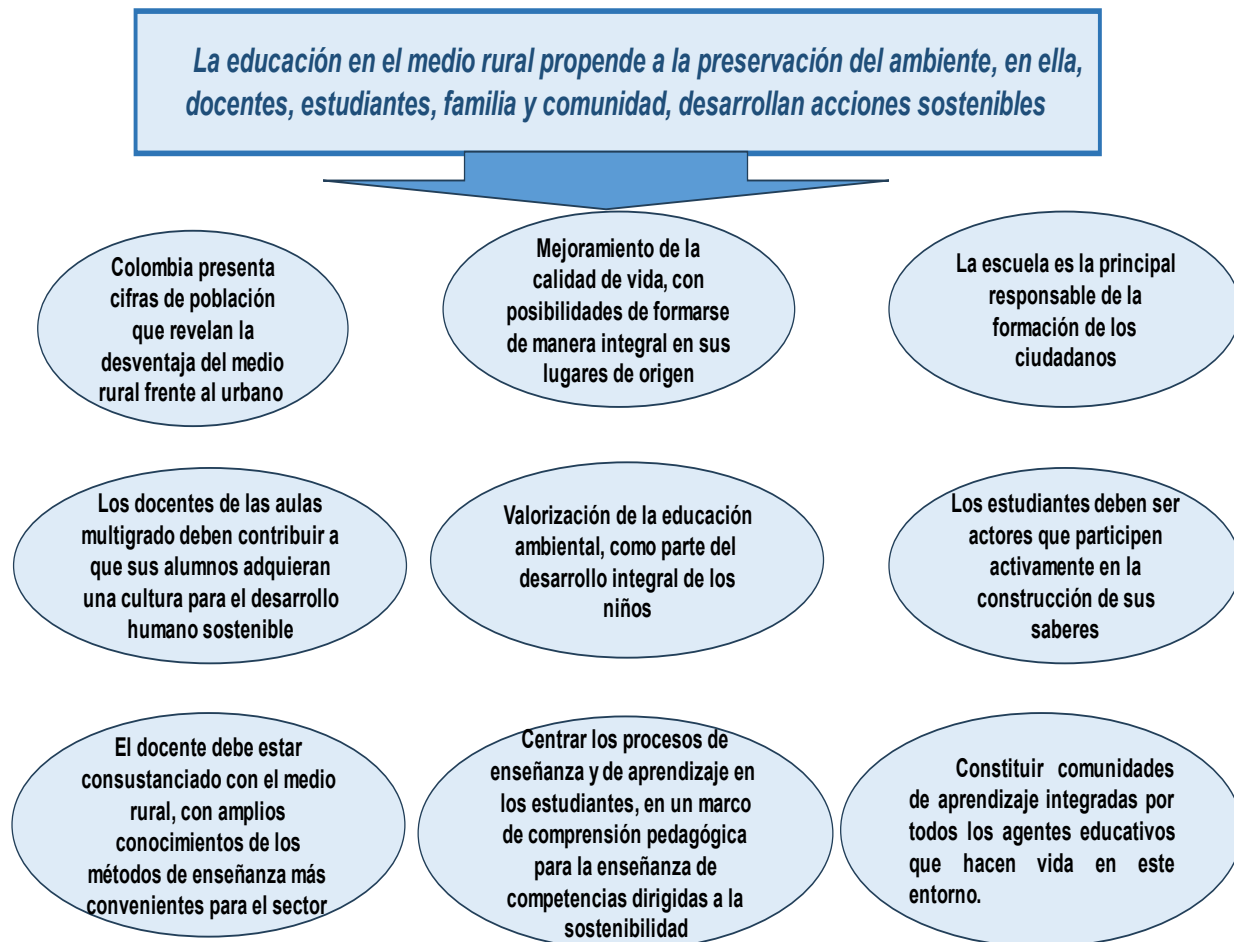 La educación en el medio rural propende a la preservación del ambiente, en ella,
docentes, estudiantes, familia y comunidad, desarrollan acciones sostenibles
Colombia presenta
cifras de población
que revelan la
desventaja del medio
rural frente al urbano
Mejoramiento de la
calidad de vida, con
posibilidades de formarse
de manera integral en sus
lugares de origen
La escuela es la principal
responsable de la
formación de los
ciudadanos
Los docentes de las aulas
multigrado deben contribuir a
que sus alumnos adquieran
una cultura para el desarrollo
humano sostenible
Valorización de la educación
ambiental, como parte del
desarrollo integral de los
niños
Los estudiantes deben ser
actores que participen
activamente en la
construcción de sus
saberes
El docente debe estar
consustanciado con el medio
rural, con amplios
conocimientos de los
métodos de enseñanza más
convenientes para el sector
Centrar los procesos de
enseñanza y de aprendizaje en
los estudiantes, en un marco
de comprensión pedagógica
para la enseñanza de
competencias dirigidas a la
sostenibilidad
Constituir comunidades
de aprendizaje integradas por
todos los agentes educativos
que hacen vida en este
entorno.